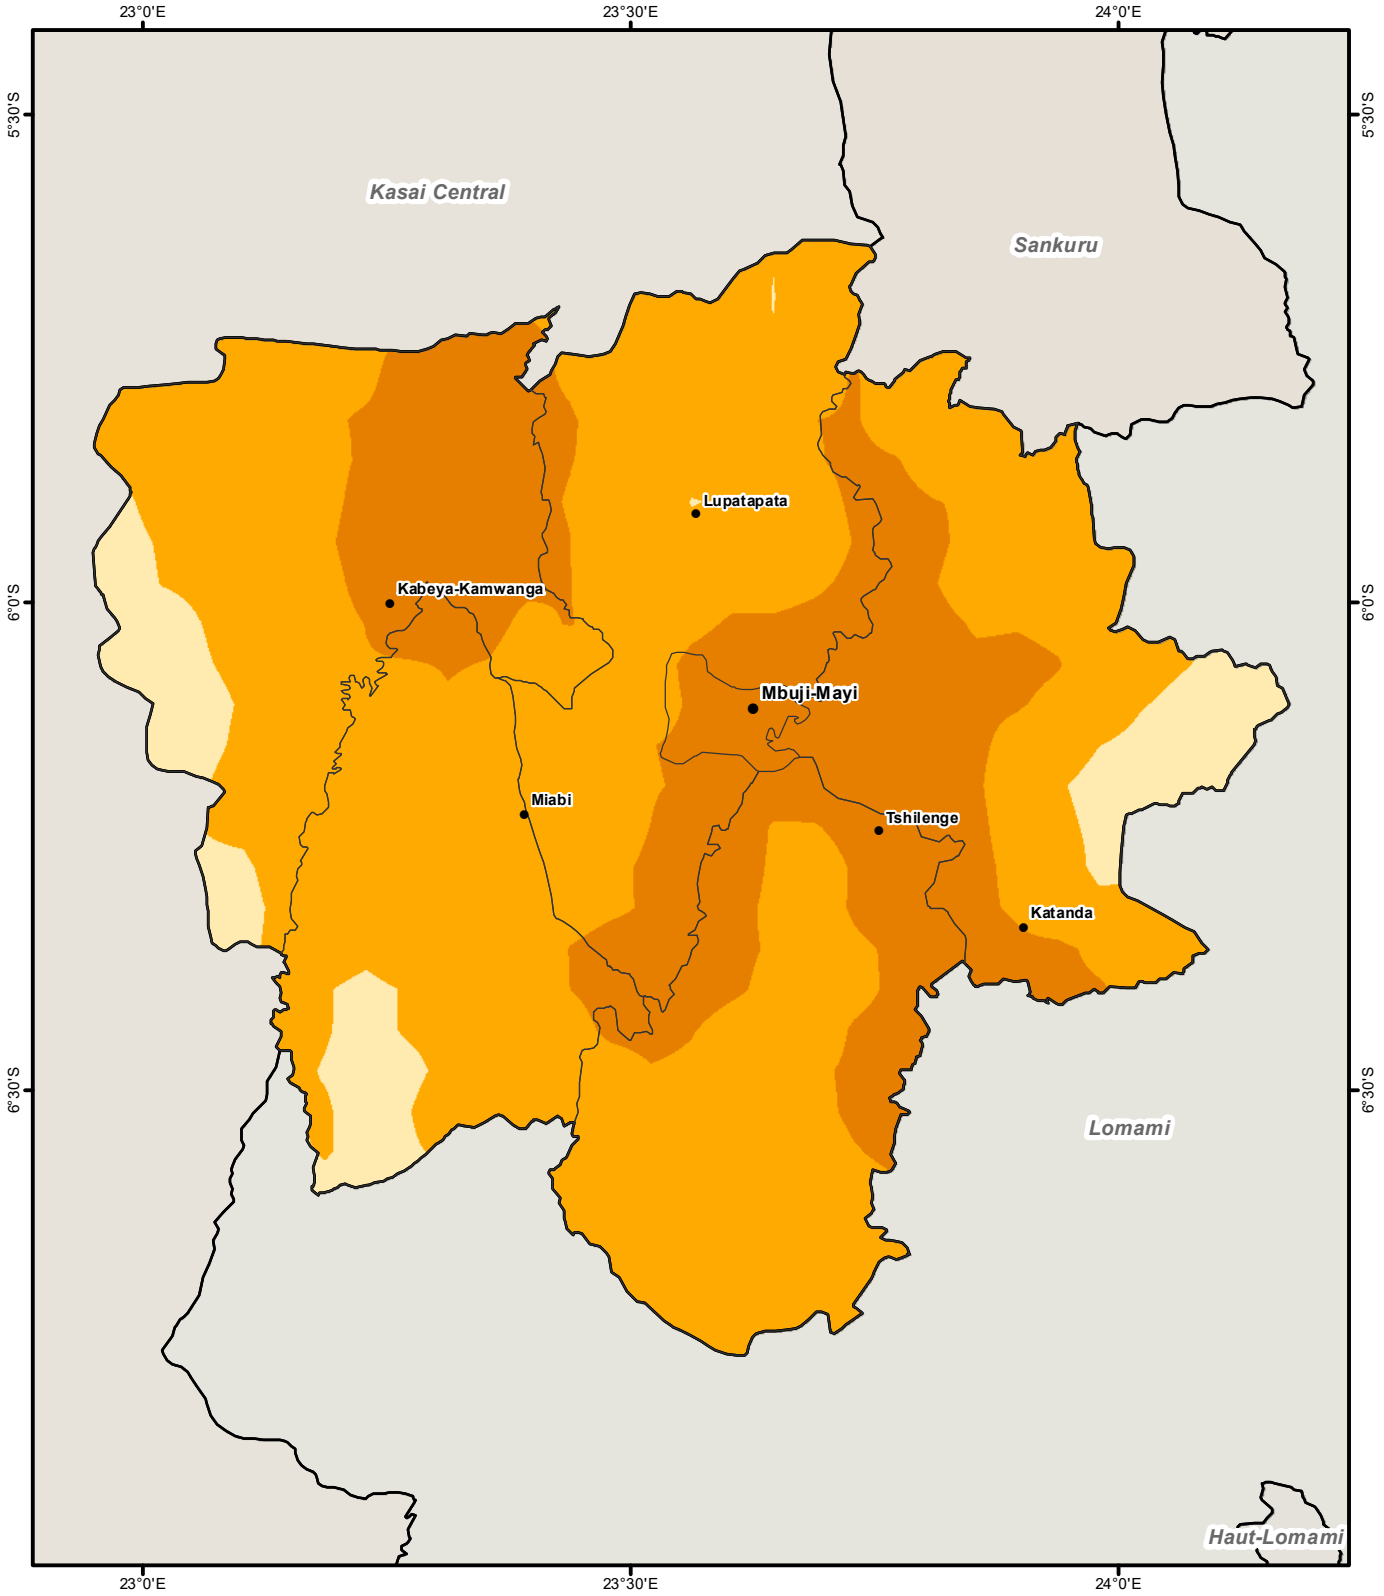 23°0'E
23°30'E
24°0'E
5°30'S
5°30'S
Kasai Central
Sankuru
Lupatapata
Kabeya-Kamwanga
6°0'S
6°0'S
Mbuji-Mayi
Miabi
Tshilenge
Katanda
6°30'S
6°30'S
Lomami
Haut-Lomami
23°0'E
23°30'E
24°0'E